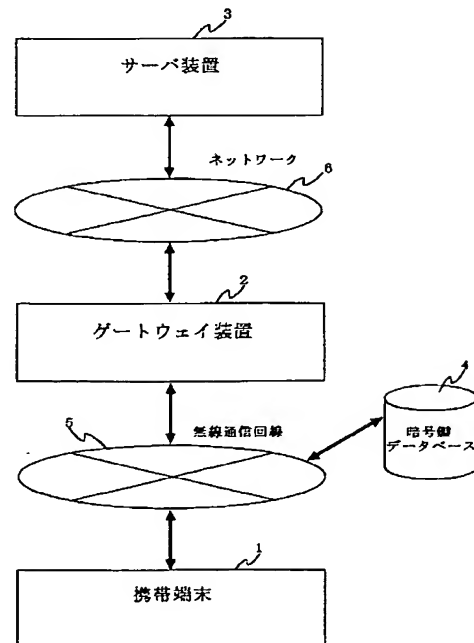 3
サーバ装置
ネットワーク
6
2
ゲートウェイ装置
4
5
無線通信回線
暗号鍵
データベース
1
携帯端末